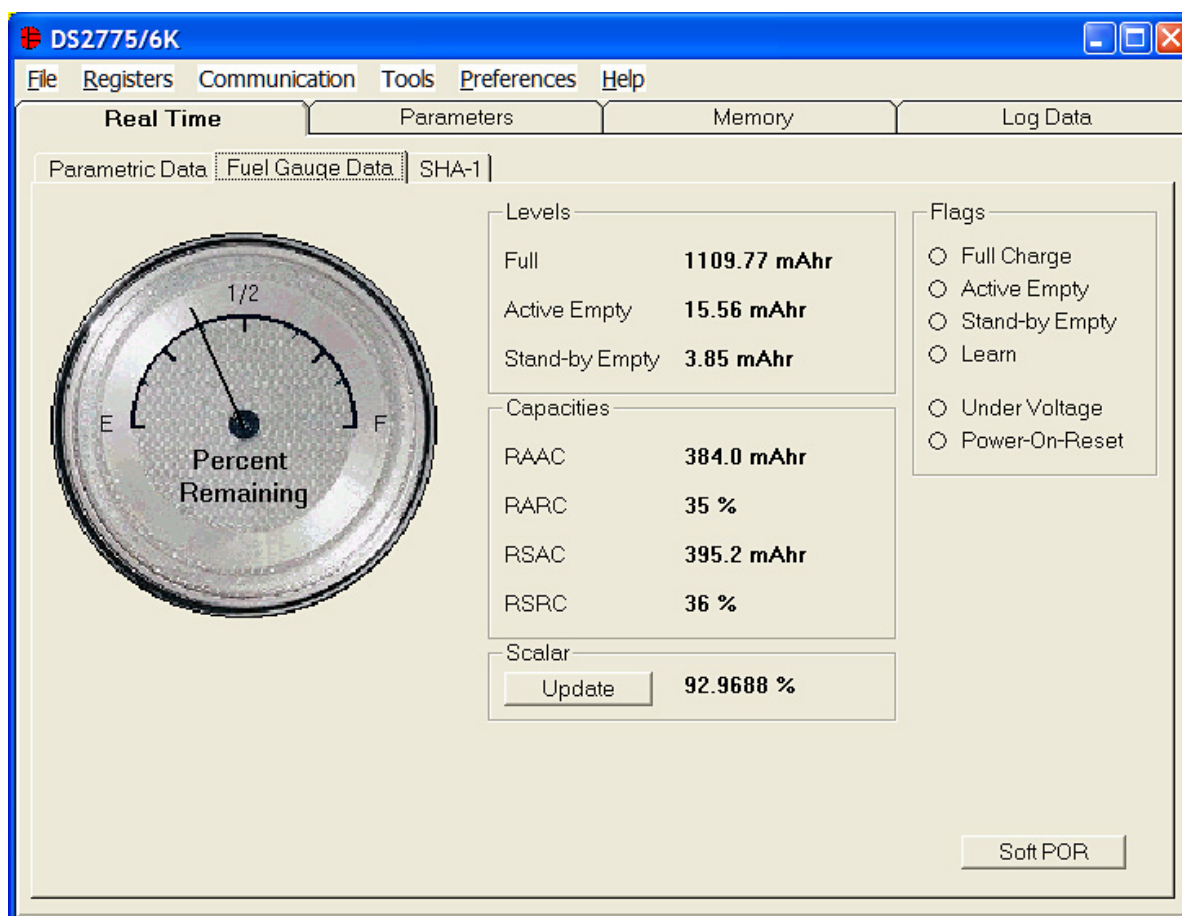 DS2775/6K
File Registers Communication Tools Preferences Help
Real Time Parameters Memory Log Data
Parametric Data Fuel Gauge Data SHA-1
1/2
E F
Percent
Remaining
Levels
Full 1109.77 mAhr
Active Empty 15.56 mAhr
Stand-by Empty 3.85 mAhr
Capacities
RAAC 384.0 mAhr
RARC 35 %
RSAC 395.2 mAhr
RSRC 36 %
Scalar
Update 92.9688 %
Flags
Full Charge
Active Empty
Stand-by Empty
Learn
Under Voltage
Power-On-Reset
Soft POR